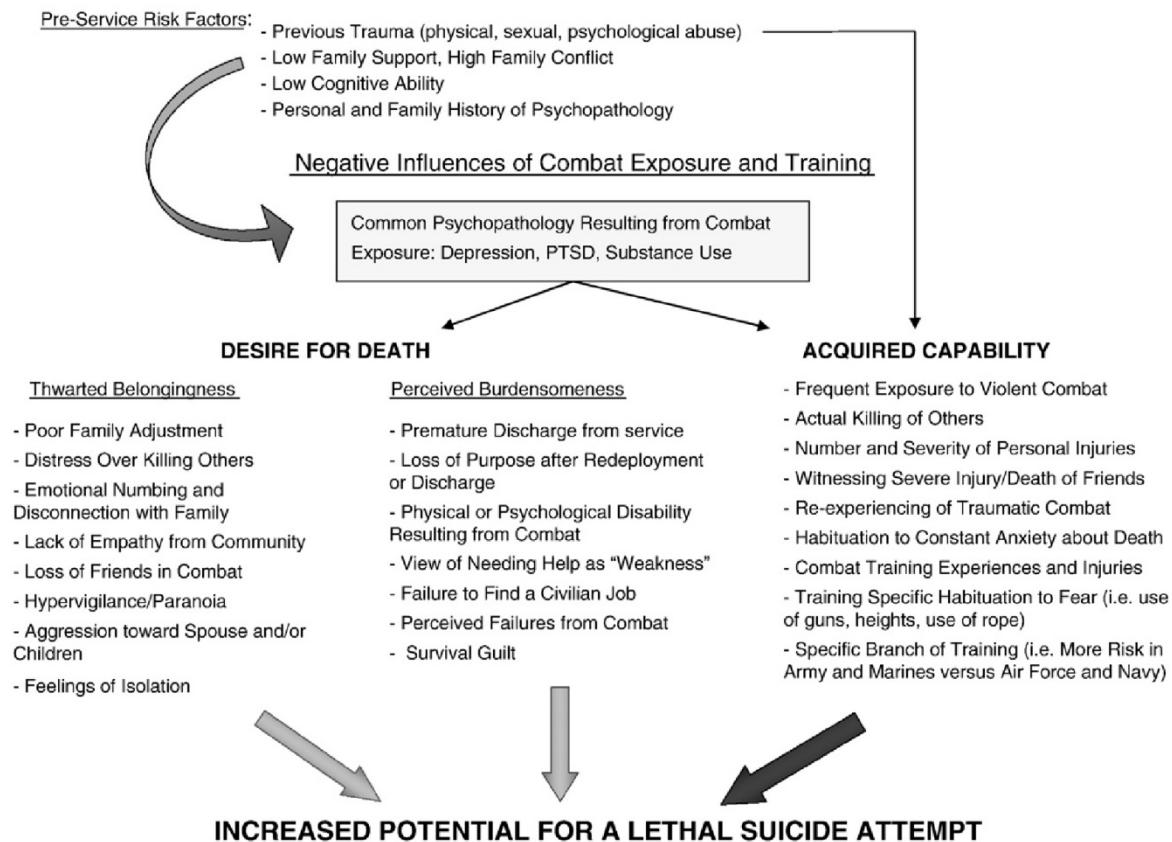 Pre-Service Risk Factors:
- Previous Trauma (physical, sexual, psychological abuse)
- Low Family Support, High Family Conflict
- Low Cognitive Ability
- Personal and Family History of Psychopathology
Negative Influences of Combat Exposure and Training
Common Psychopathology Resulting from Combat
Exposure: Depression, PTSD, Substance Use
DESIRE FOR DEATH
Thwarted Belongingness
- Poor Family Adjustment
- Distress Over Killing Others
- Emotional Numbing and
Disconnection with Family
- Lack of Empathy from Community
- Loss of Friends in Combat
- Hypervigilance/Paranoia
- Aggression toward Spouse and/or
Children
- Feelings of Isolation
Perceived Burdensomeness
- Premature Discharge from service
- Loss of Purpose after Redeployment
or Discharge
- Physical or Psychological Disability
Resulting from Combat
- View of Needing Help as “Weakness”
- Failure to Find a Civilian Job
- Perceived Failures from Combat
- Survival Guilt
ACQUIRED CAPABILITY
- Frequent Exposure to Violent Combat
- Actual Killing of Others
- Number and Severity of Personal Injuries
- Witnessing Severe Injury/Death of Friends
- Re-experiencing of Traumatic Combat
- Habituation to Constant Anxiety about Death
- Combat Training Experiences and Injuries
- Training Specific Habituation to Fear (i.e. use
of guns, heights, use of rope)
- Specific Branch of Training (i.e. More Risk in
Army and Marines versus Air Force and Navy)
INCREASED POTENTIAL FOR A LETHAL SUICIDE ATTEMPT